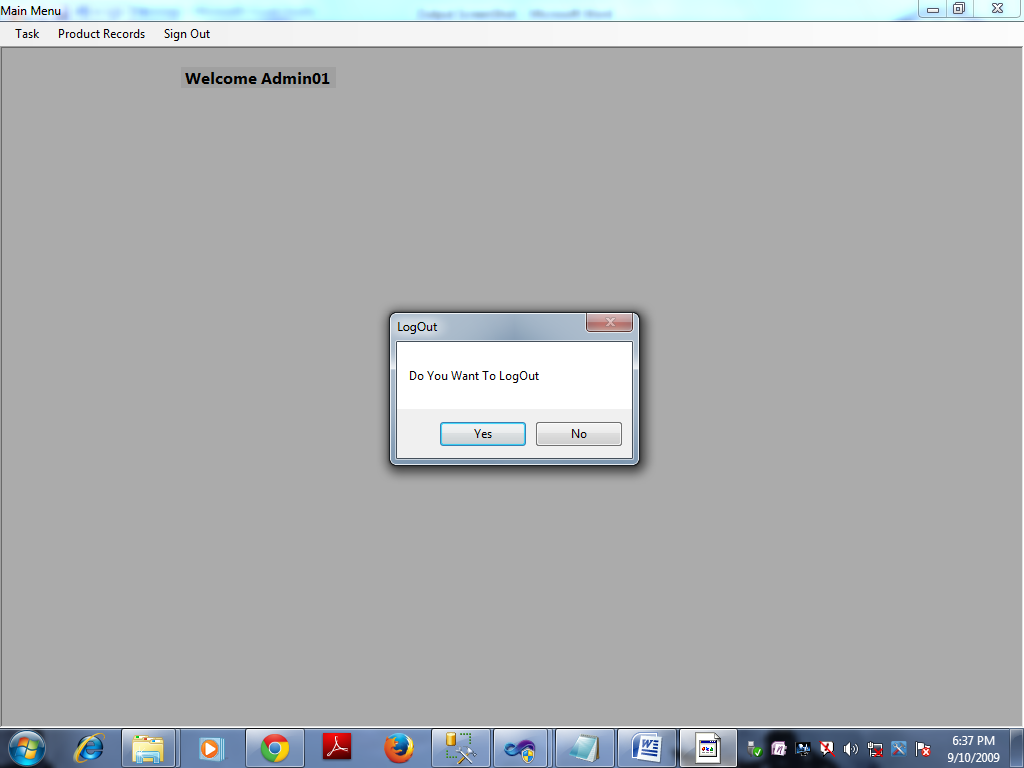 Main Menu
Task Product Records Sign Out
Welcome Admin01
LogOut
Do You Want To LogOut
Yes No
6:37 PM
9/10/2009